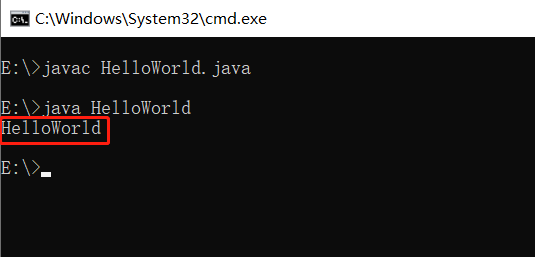 C:\Windows\System32\cmd.exe
E:\>javac HelloWorld.java
E:\>java HelloWorld
HelloWorld
E:\>